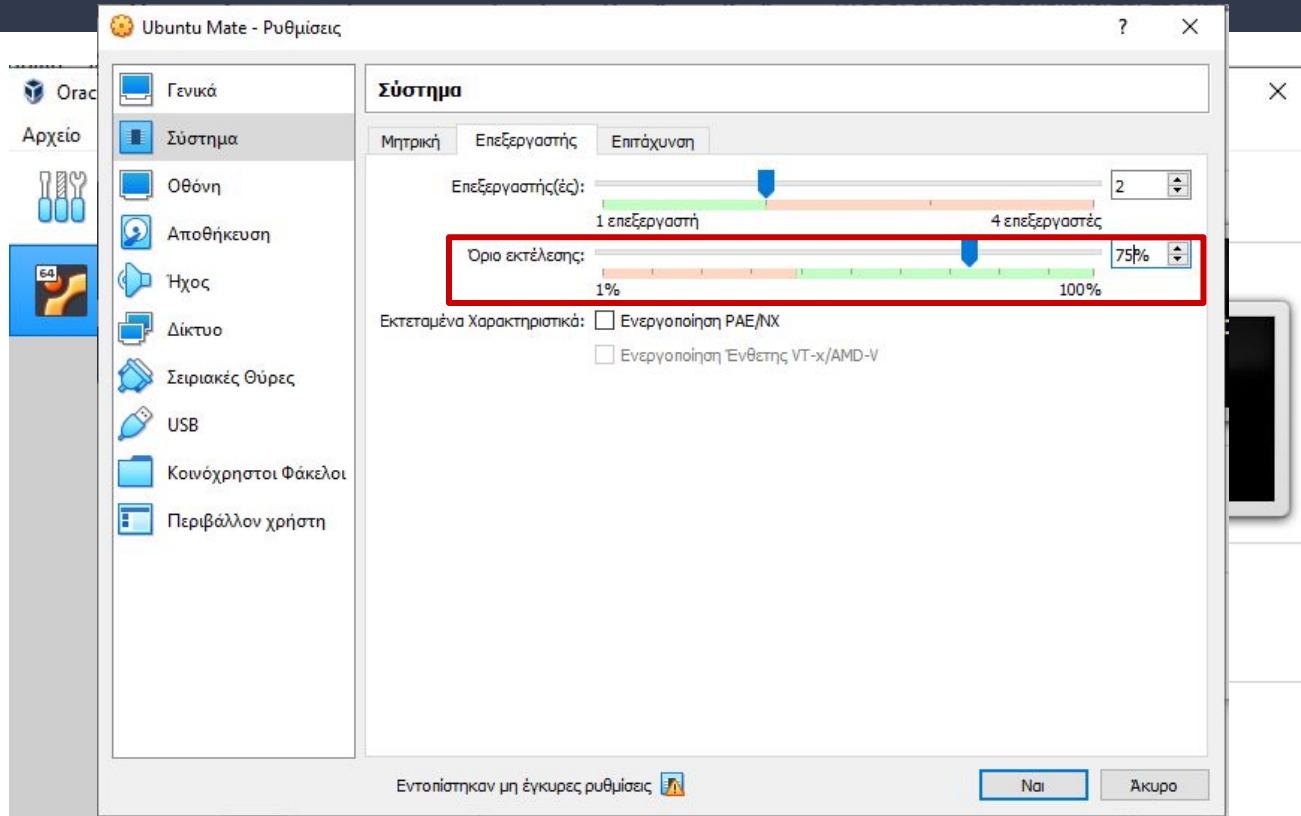 Ubuntu Mate - Ρυθμίσεις
?
Orac
Αρχείο
64
Γενικά
Σύστημα
Οθόνη
Αποθήκευση
Ήχος
Δίκτυο
Σειριακές Θύρες
USB
Κοινόχρηστοι Φάκελοι
Περιβάλλον χρήστη
Σύστημα
Μητρική Επεξεργαστής Επιτάχυνση
Επεξεργαστής(ές): 2
1 επεξεργαστή 4 επεξεργαστές
Όριο εκτέλεσης: 75%
1% 100%
Εκτεταμένα Χαρακτηριστικά: Ενεργοποίηση PAE/NX
Ενεργοποίηση Ένθετης VT-x/AMD-V
Εντοπίστηκαν μη έγκυρες ρυθμίσεις
Ναι Άκυρο